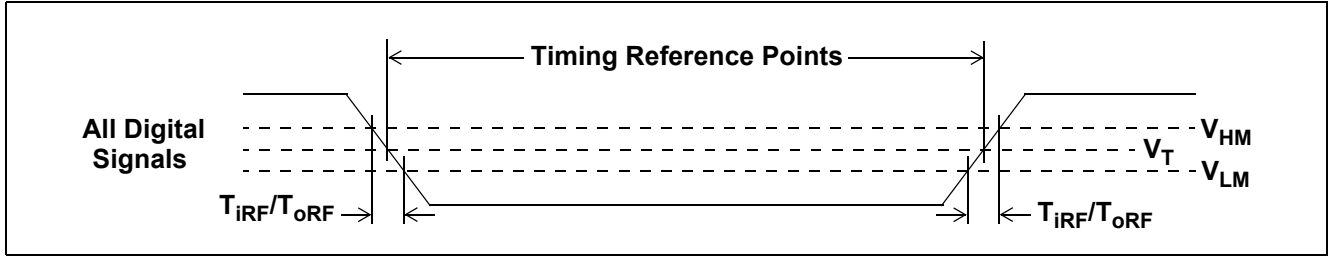 Timing Reference Points
All Digital
Signals
V_HM
V_T
V_LM
T_iRF/T_oRF
T_iRF/T_oRF